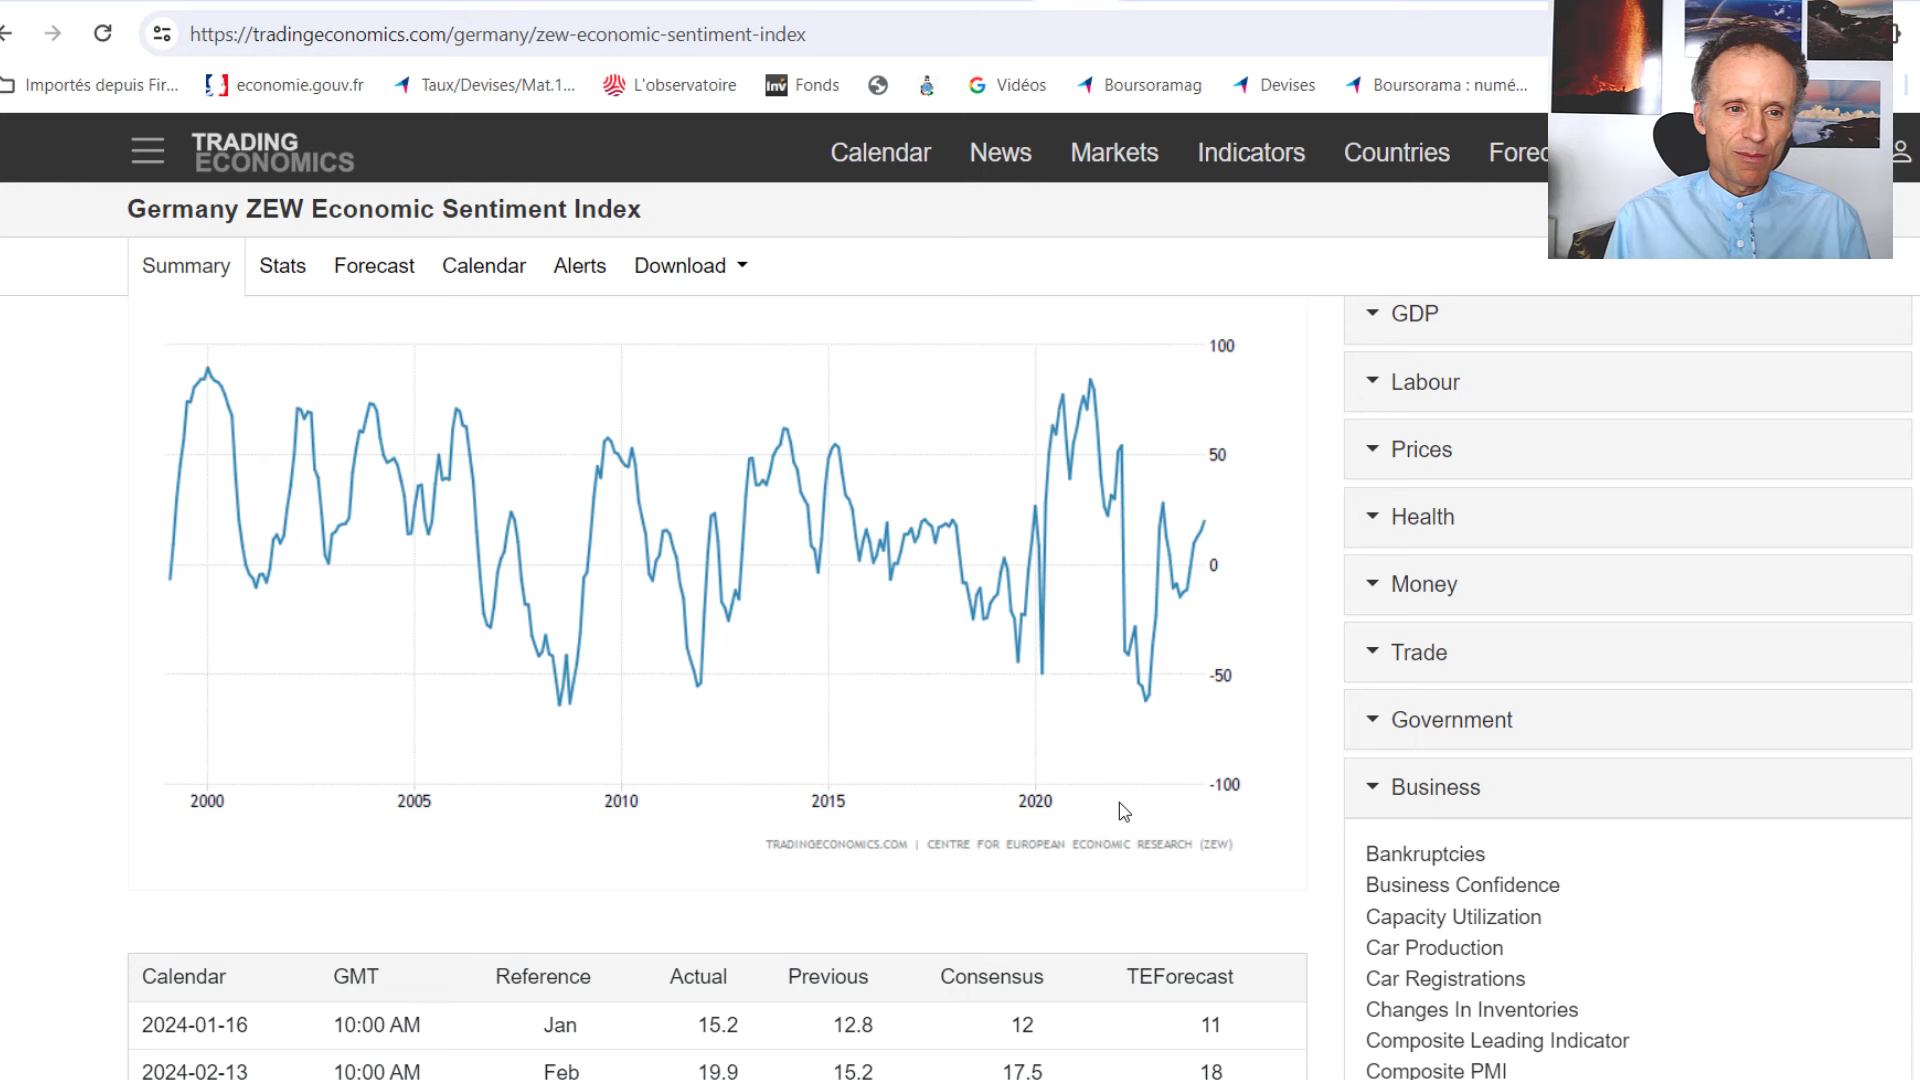 https://tradingeconomics.com/germany/zew-economic-sentiment-index
Importés depuis Fir... economie.gouv.fr Taux/Devises/Mat.1... L'observatoire Inv Fonds Vidéos Boursoramag Devises Boursorama : numé...
TRADING
ECONOMICS
Calendar News Markets Indicators Countries Forec
Germany ZEW Economic Sentiment Index
Summary Stats Forecast Calendar Alerts Download
100
50
0
-50
-100
2000 2005 2010 2015 2020
TRADINGECONOMICS.COM | CENTRE FOR EUROPEAN ECONOMIC RESEARCH (ZEW)
Calendar GMT Reference Actual Previous Consensus TEForecast
2024-01-16 10:00 AM Jan 15.2 12.8 12 11
2024-02-13 10:00 AM Feb 19.9 15.2 17.5 18
GDP
Labour
Prices
Health
Money
Trade
Government
Business
Bankruptcies
Business Confidence
Capacity Utilization
Car Production
Car Registrations
Changes In Inventories
Composite Leading Indicator
Composite PMI